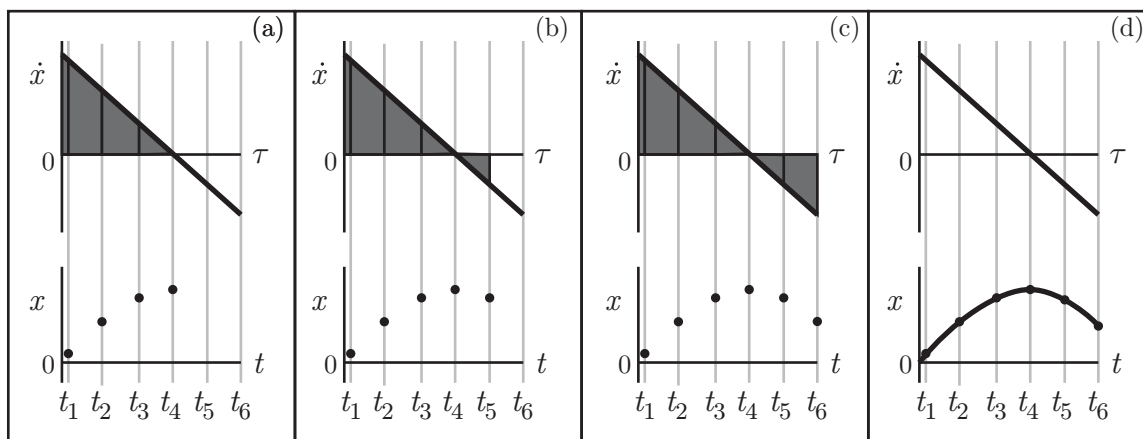 (a) (b) (c) (d)
ẋ ẋ ẋ ẋ
0 τ 0 τ 0 τ 0 τ
x x x x
0 t 0 t 0 t 0 t
t₁ t₂ t₃ t₄ t₅ t₆ t₁ t₂ t₃ t₄ t₅ t₆ t₁ t₂ t₃ t₄ t₅ t₆ t₁ t₂ t₃ t₄ t₅ t₆